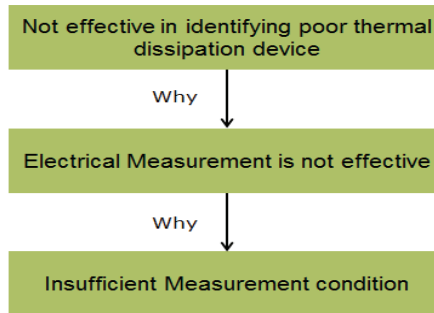 Not effective in identifying poor thermal
dissipation device
Why
Electrical Measurement is not effective
Why
Insufficient Measurement condition